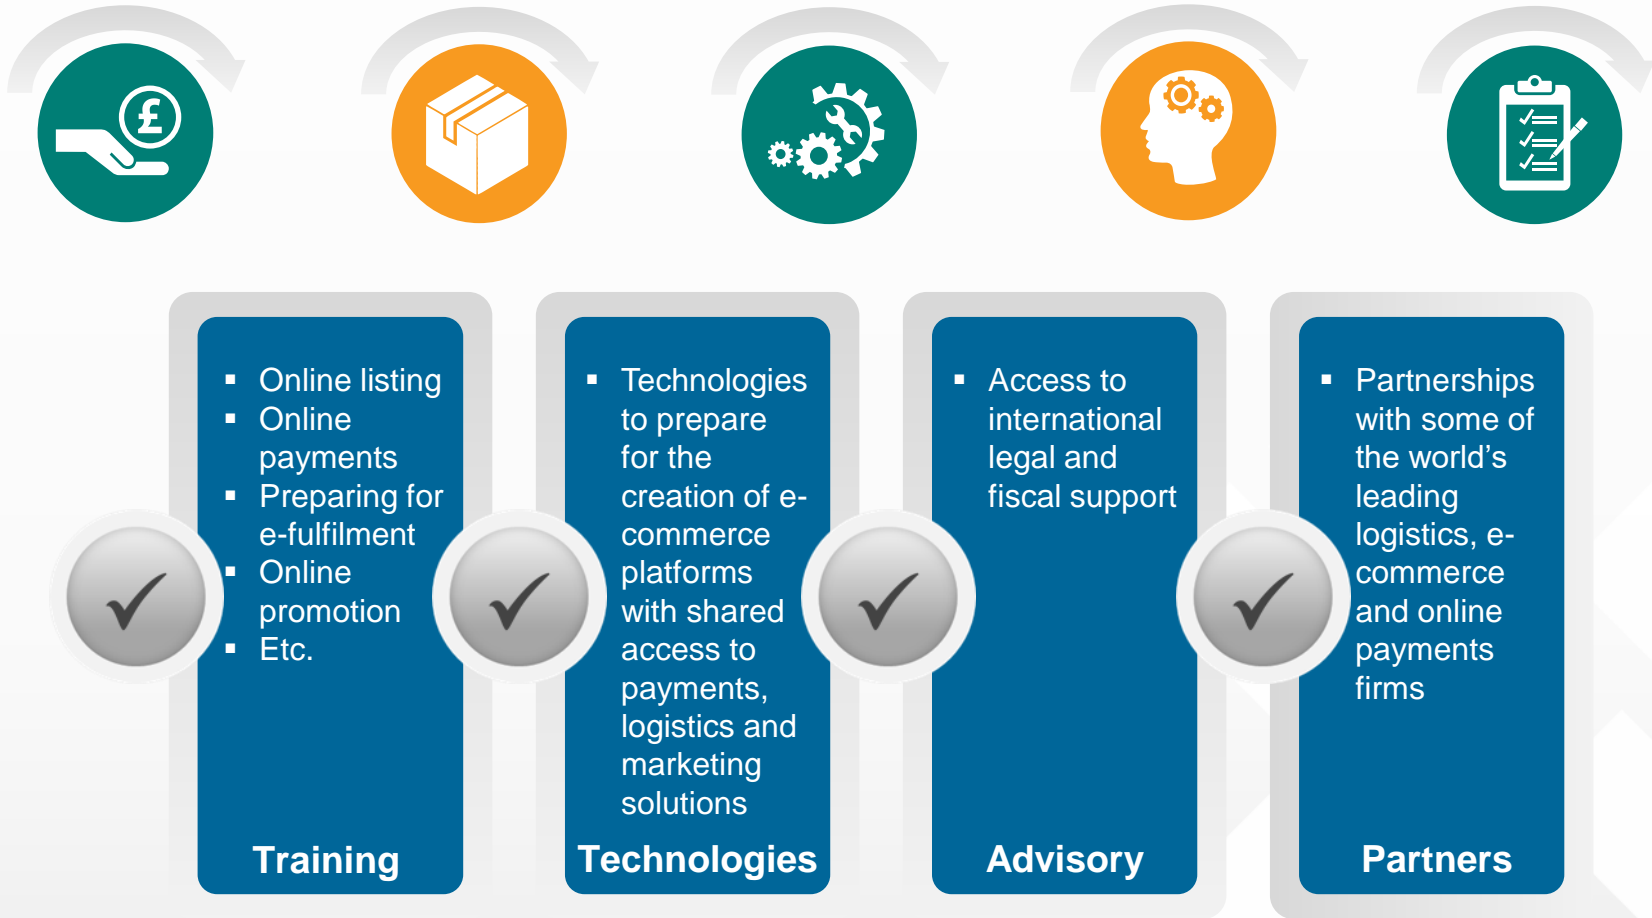 £
▪ Online listing
▪ Online
payments
▪ Preparing for
e-fulfilment
▪ Online
promotion
▪ Etc.
Training
▪ Technologies
to prepare
for the
creation of e-
commerce
platforms
with shared
access to
payments,
logistics and
marketing
solutions
Technologies
▪ Access to
international
legal and
fiscal support
Advisory
▪ Partnerships
with some of
the world’s
leading
logistics, e-
commerce
and online
payments
firms
Partners